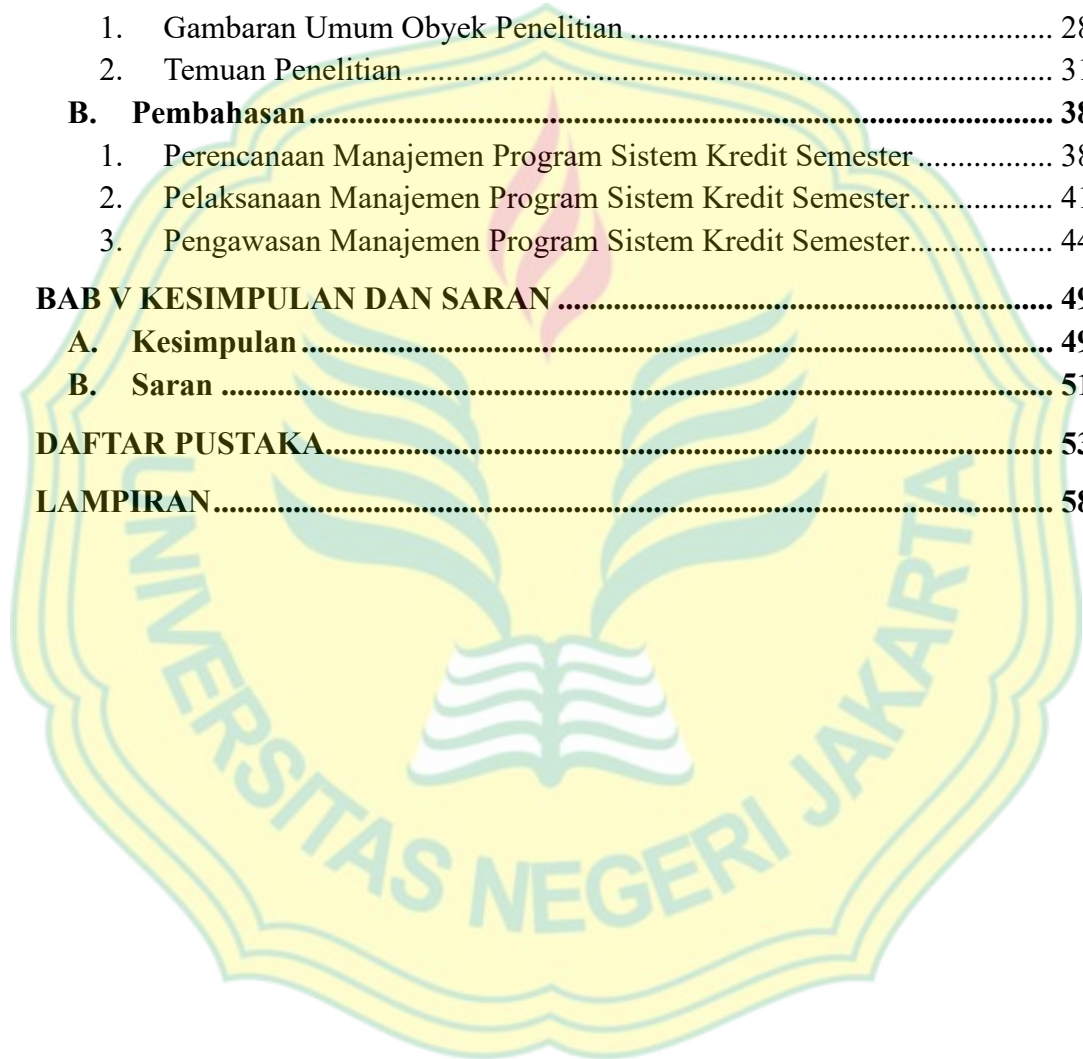 1. Gambaran Umum Obyek Penelitian ........................................................ 28
2. Temuan Penelitian ........................................................ 31
B. Pembahasan ........................................................ 38
1. Perencanaan Manajemen Program Sistem Kredit Semester ................. 38
2. Pelaksanaan Manajemen Program Sistem Kredit Semester ................. 41
3. Pengawasan Manajemen Program Sistem Kredit Semester ................. 44
BAB V KESIMPULAN DAN SARAN ........................................................ 49
A. Kesimpulan ........................................................ 49
B. Saran ........................................................ 51
DAFTAR PUSTAKA ........................................................ 53
LAMPIRAN ........................................................ 58
UNIVERSITAS NEGERI JAKARTA